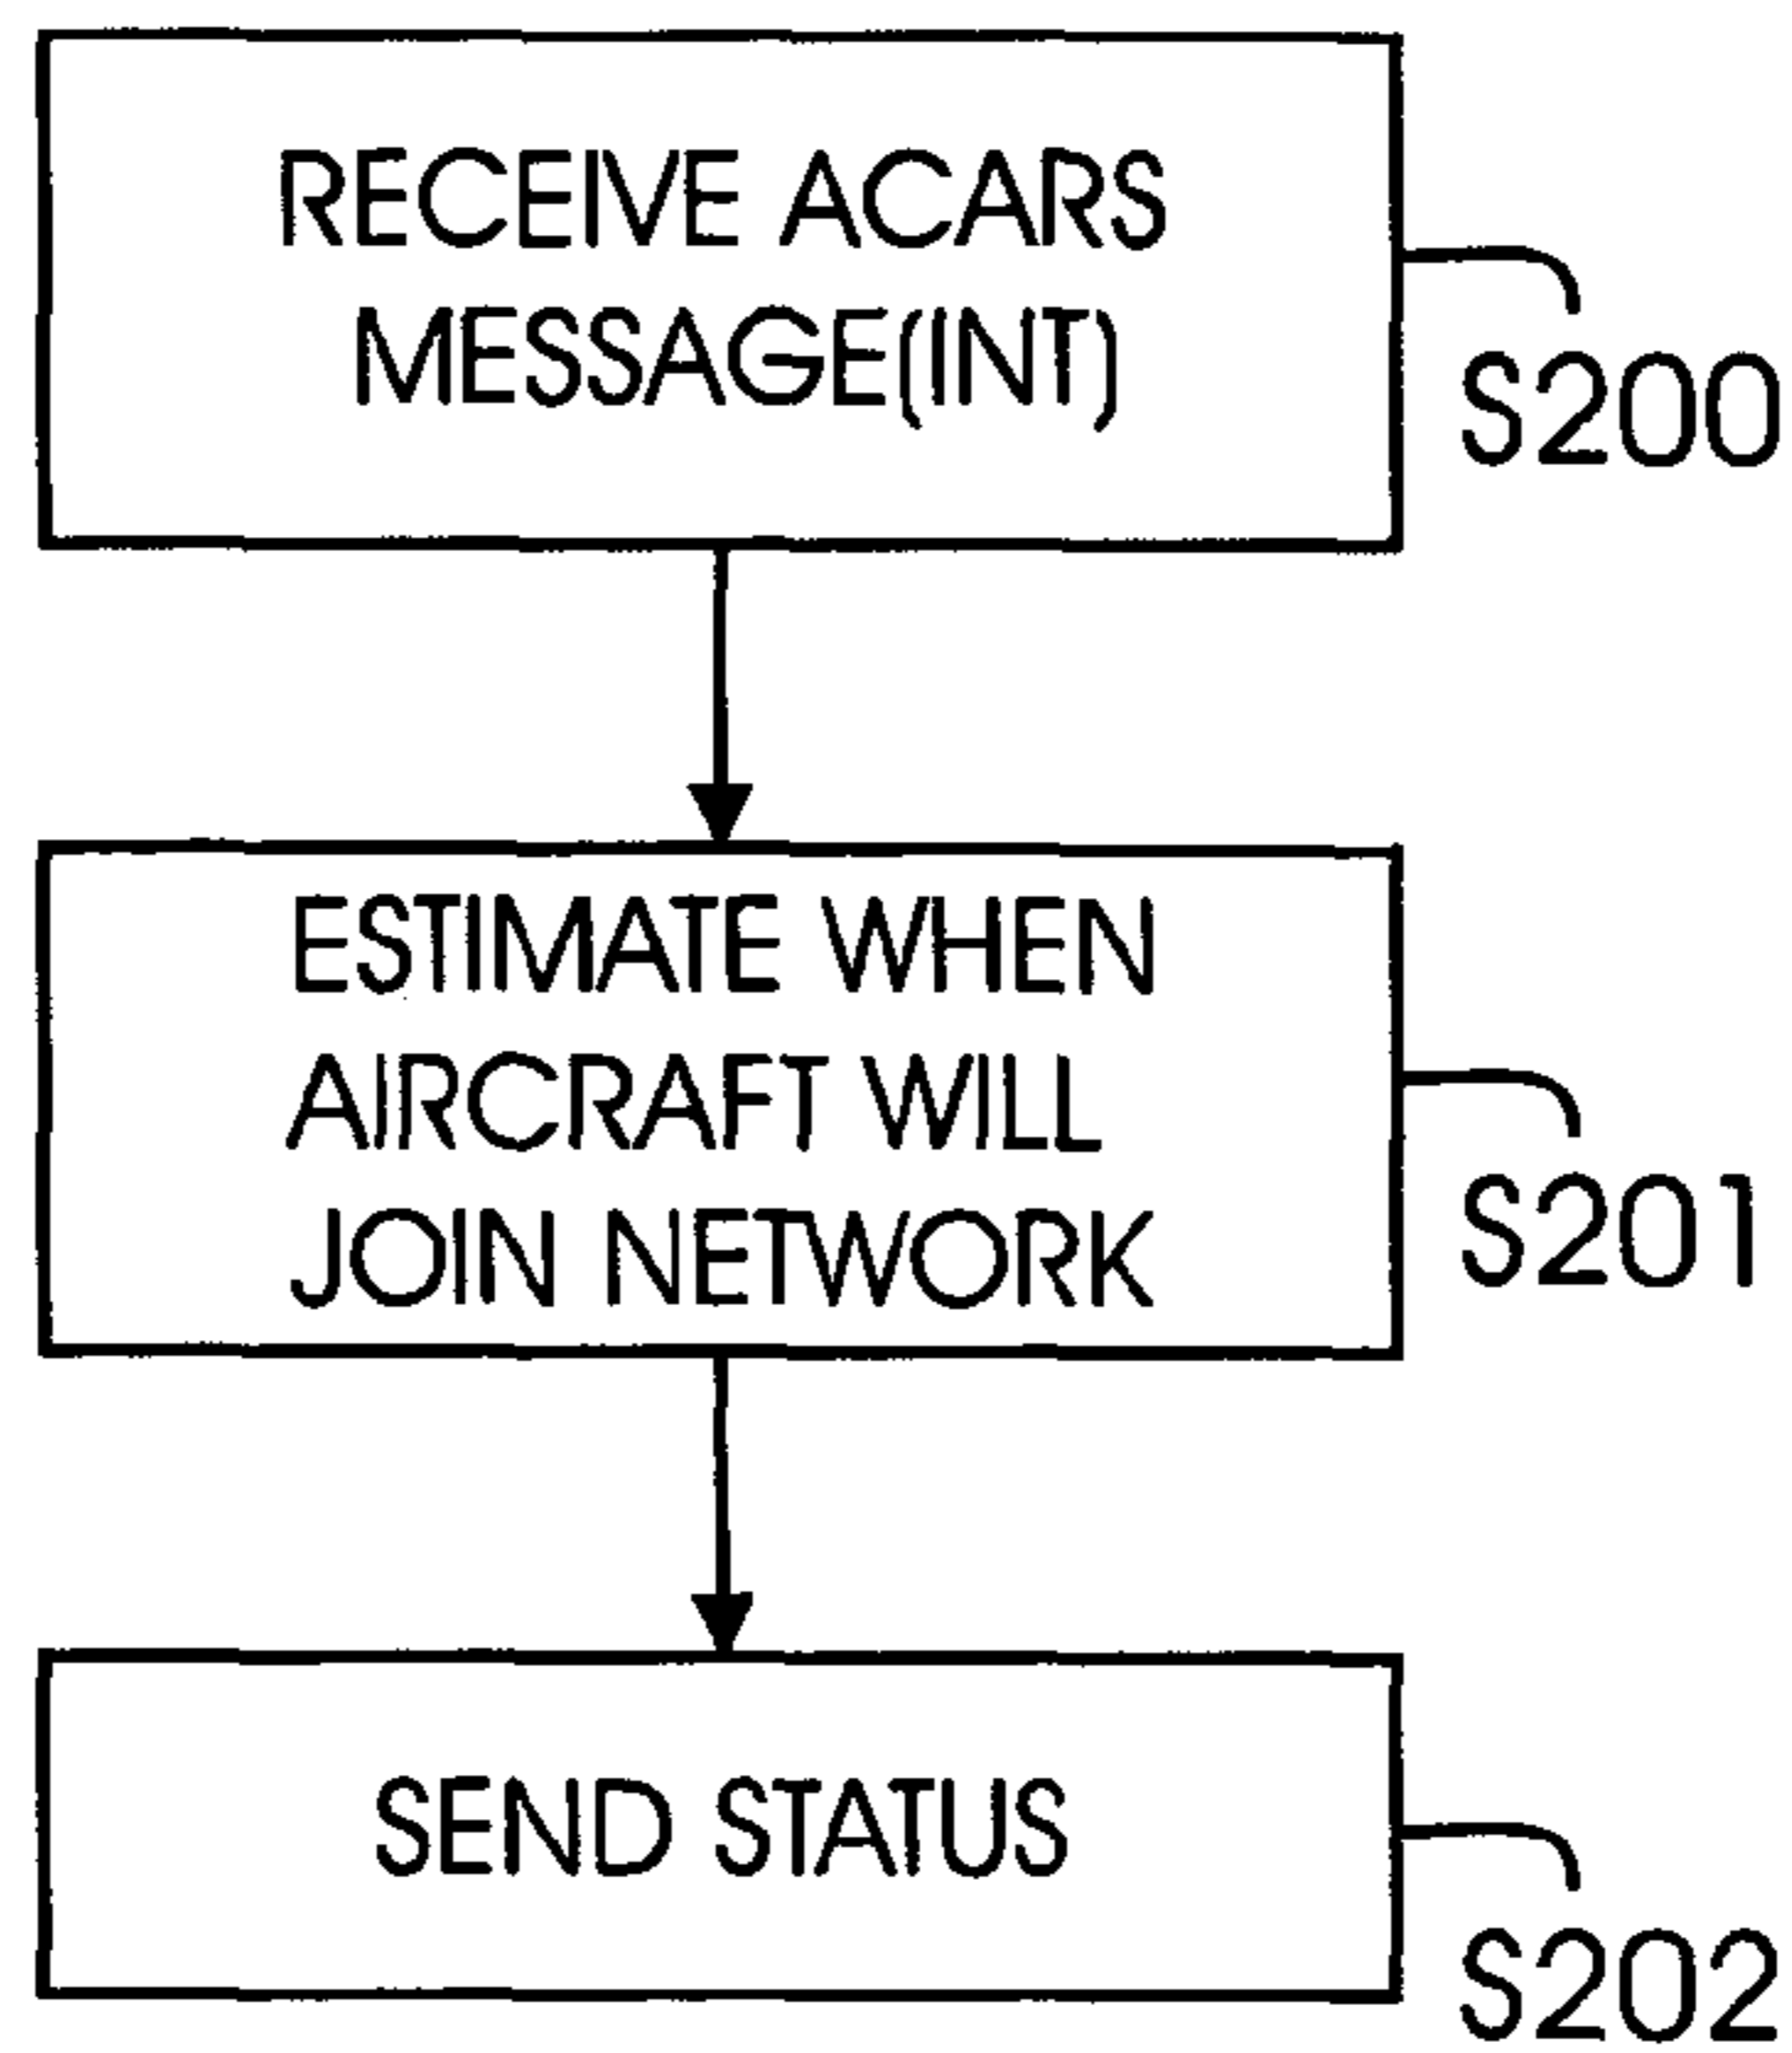 RECEIVE ACARS
MESSAGE(INT)
S200
ESTIMATE WHEN
AIRCRAFT WILL
JOIN NETWORK
S201
SEND STATUS
S202